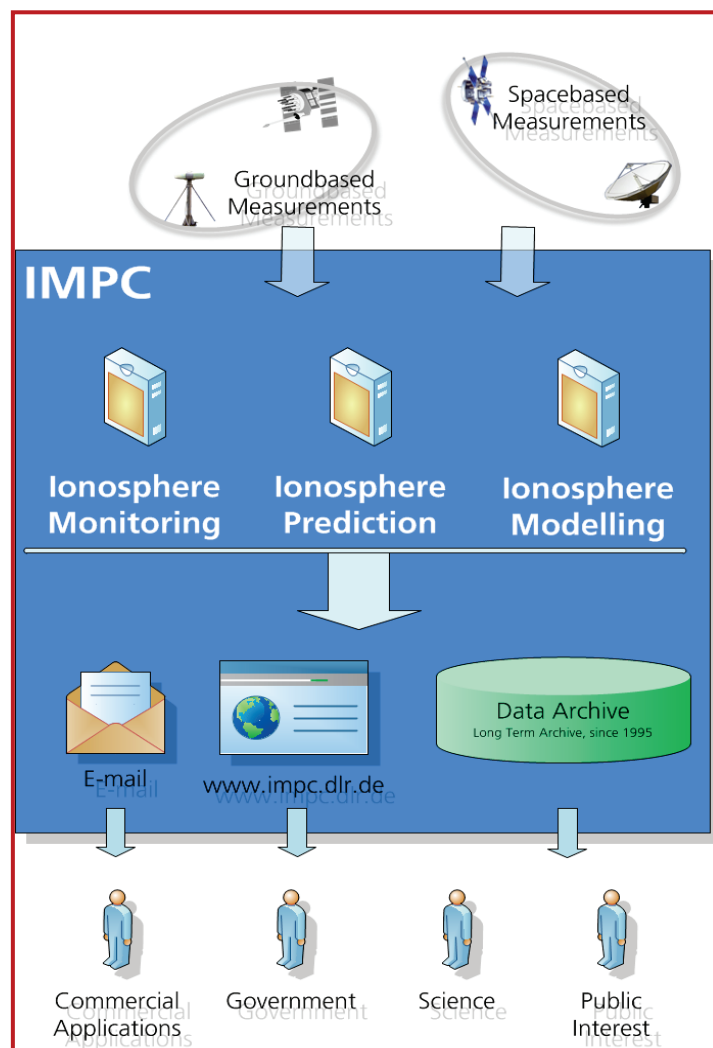 Spacebased
Measurements
Groundbased
Measurements
IMPC
Ionosphere
Monitoring
Ionosphere
Prediction
Ionosphere
Modelling
Data Archive
Long Term Archive, since 1995
E-mail
www.impc.dlr.de
Commercial
Applications
Government
Science
Public
Interest